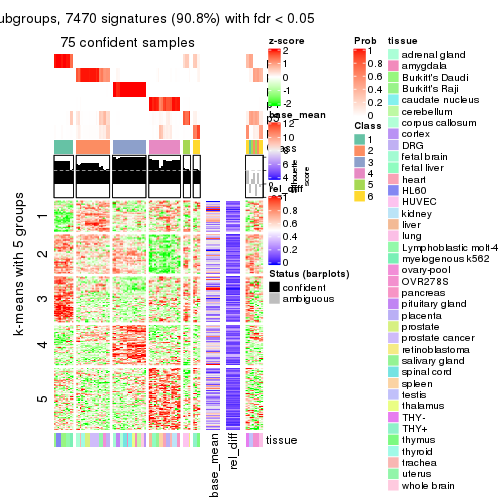 ubgroups, 7470 signatures (90.8%) with fdr < 0.05
75 confident samples
k-means with 5 groups
1
2
3
4
5
base_mean
rel_diff
tissue
z-score
2
1
0
-1
-2
base_mean
12
10
8
6
4
rel_diff
1
0.8
0.6
0.4
0.2
0
Status (barplots)
confident
ambiguous
score
Prob
1
0.8
0.6
0.4
0.2
0
Class
1
2
3
4
5
6
tissue
adrenal gland
amygdala
Burkitt's Daudi
Burkitt's Raji
caudate nucleus
cerebellum
corpus callosum
cortex
DRG
fetal brain
fetal liver
heart
HL60
HUVEC
kidney
liver
lung
Lymphoblastic molt-4
myelogenous k562
ovary-pool
OVR278S
pancreas
pituitary gland
placenta
prostate
prostate cancer
retinoblastoma
salivary gland
spinal cord
spleen
testis
thalamus
THY-
THY+
thymus
thyroid
trachea
uterus
whole brain